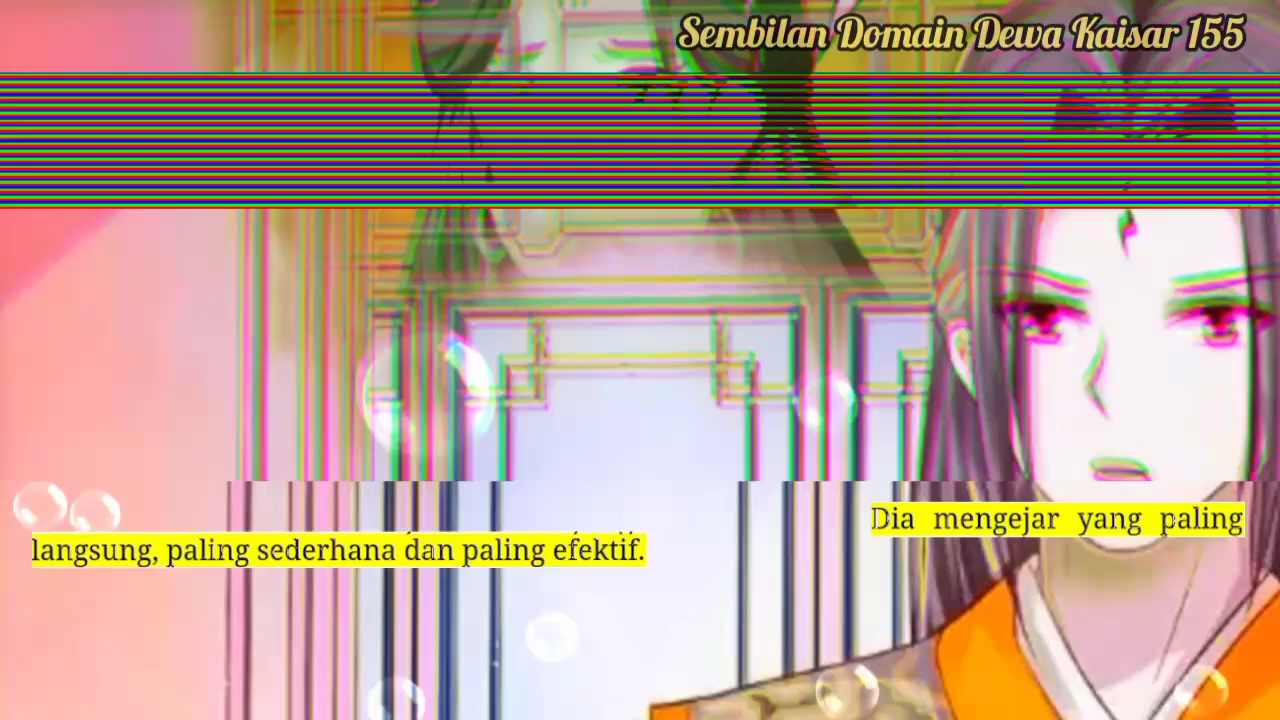 Sembilan Domain Dewa Kaisar 155
Dia mengejar yang paling
langsung, paling sederhana dan paling efektif.